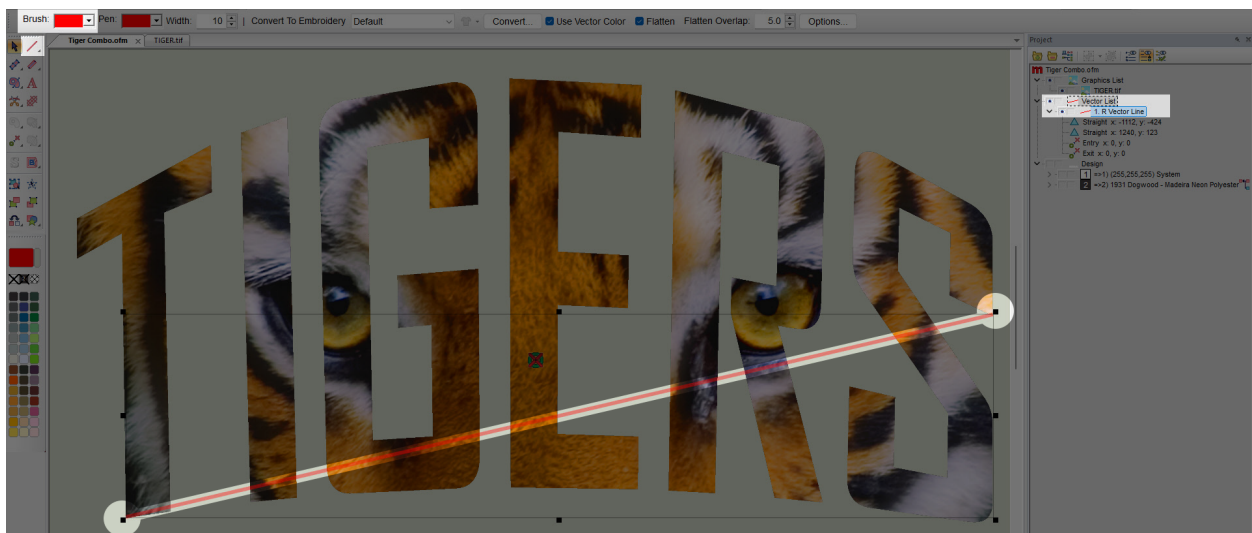 Brush: Pen: Width: 10 | Convert To Embroidery Default Convert... Use Vector Color Flatten Flatten Overlap: 5.0 Options...
Tiger Combo.ofm TIGER.tif
Project
Tiger Combo.ofm
Graphics List
TIGER.tif
Vector List
1. R Vector Line
Straight x: -1112, y: -424
Straight x: 1240, y: 123
Entry x: 0, y: 0
Exit x: 0, y: 0
Design
1 =>1) (255,255,255) System
2 =>2) 1931 Dogwood - Madeira Neon Polyester
TIGERS